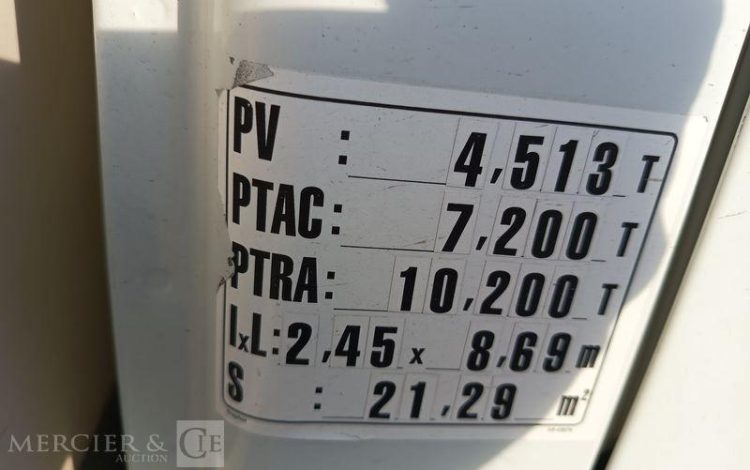 PV : 4,513 T
PTAC: 7,200 T
PTRA: 10,200 T
lxL: 2,45 x 8,69 m
S : 21,29 m²
MERCIER & CIE
AUCTION